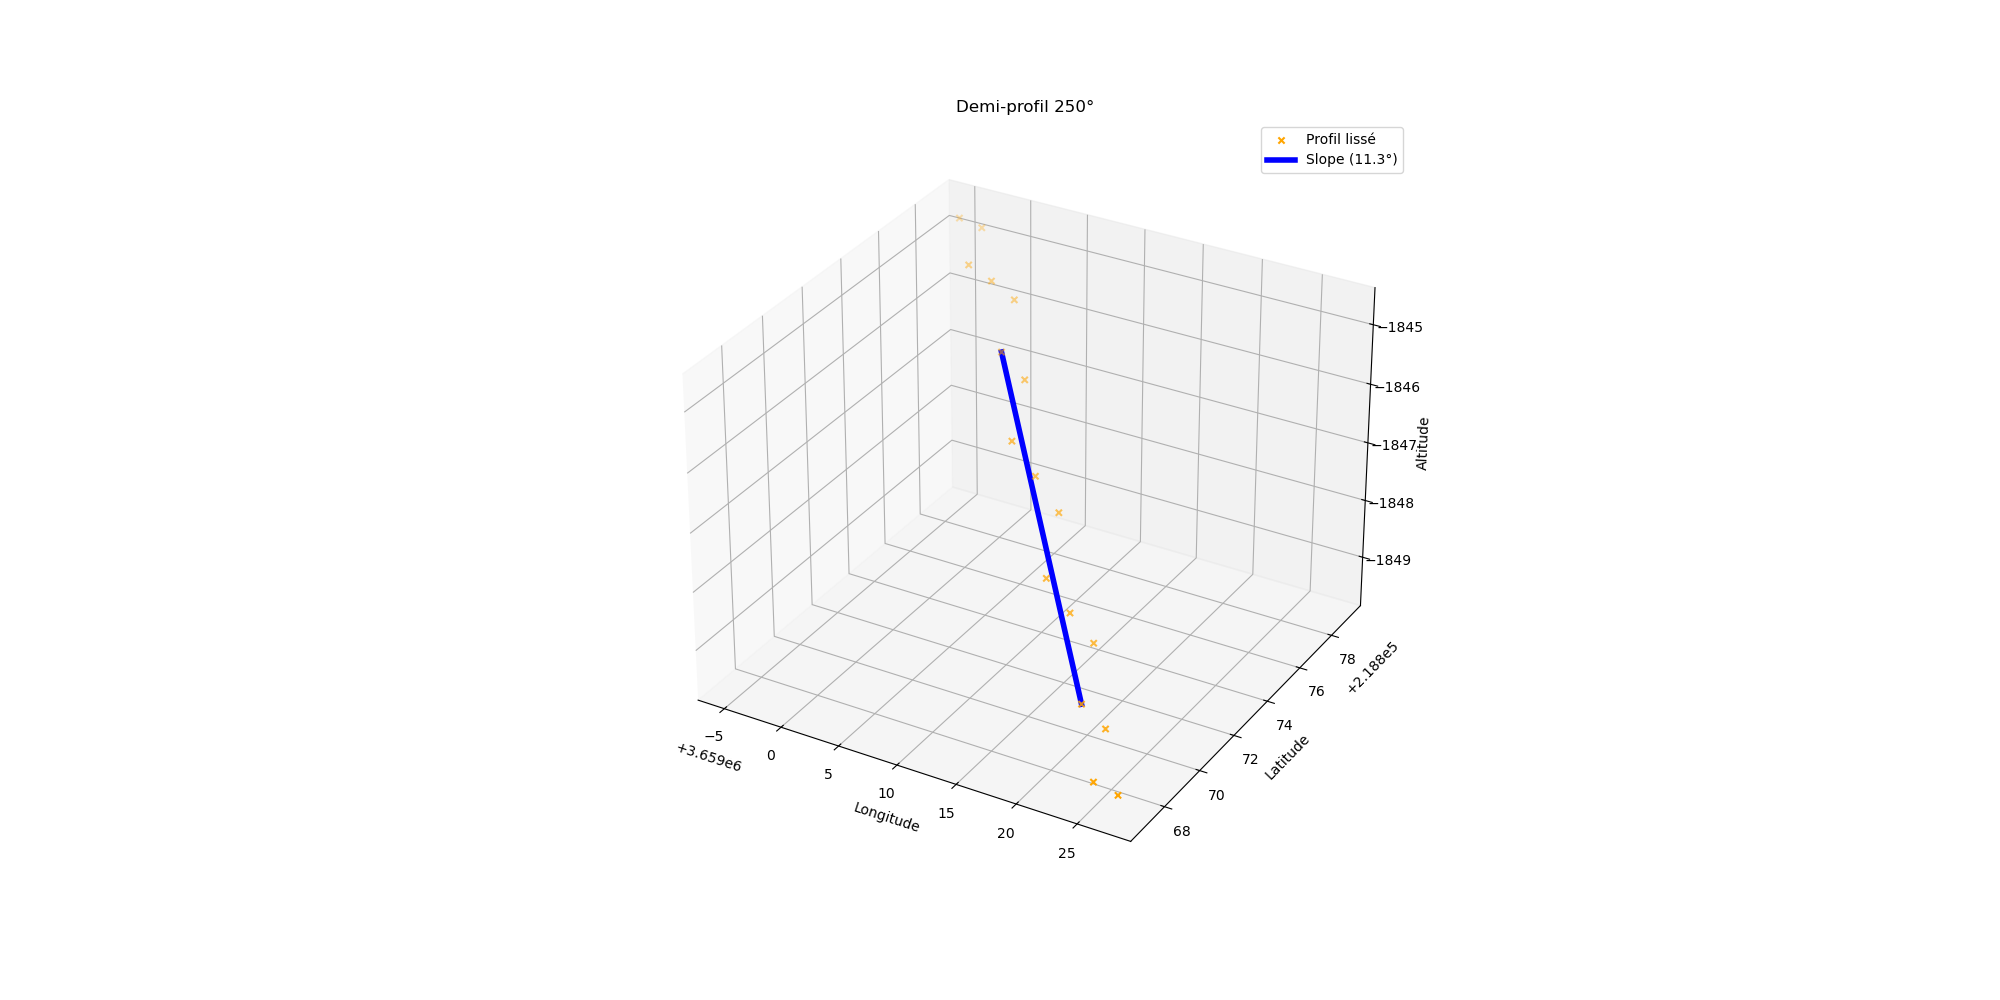 Demi-profil 250°
Profil lissé
Slope (11.3°)
−1845
−1846
−1847
−1848
−1849
Altitude
78
76
74
72
70
68
+2.188e5
Latitude
−5
0
5
10
15
20
25
+3.659e6
Longitude